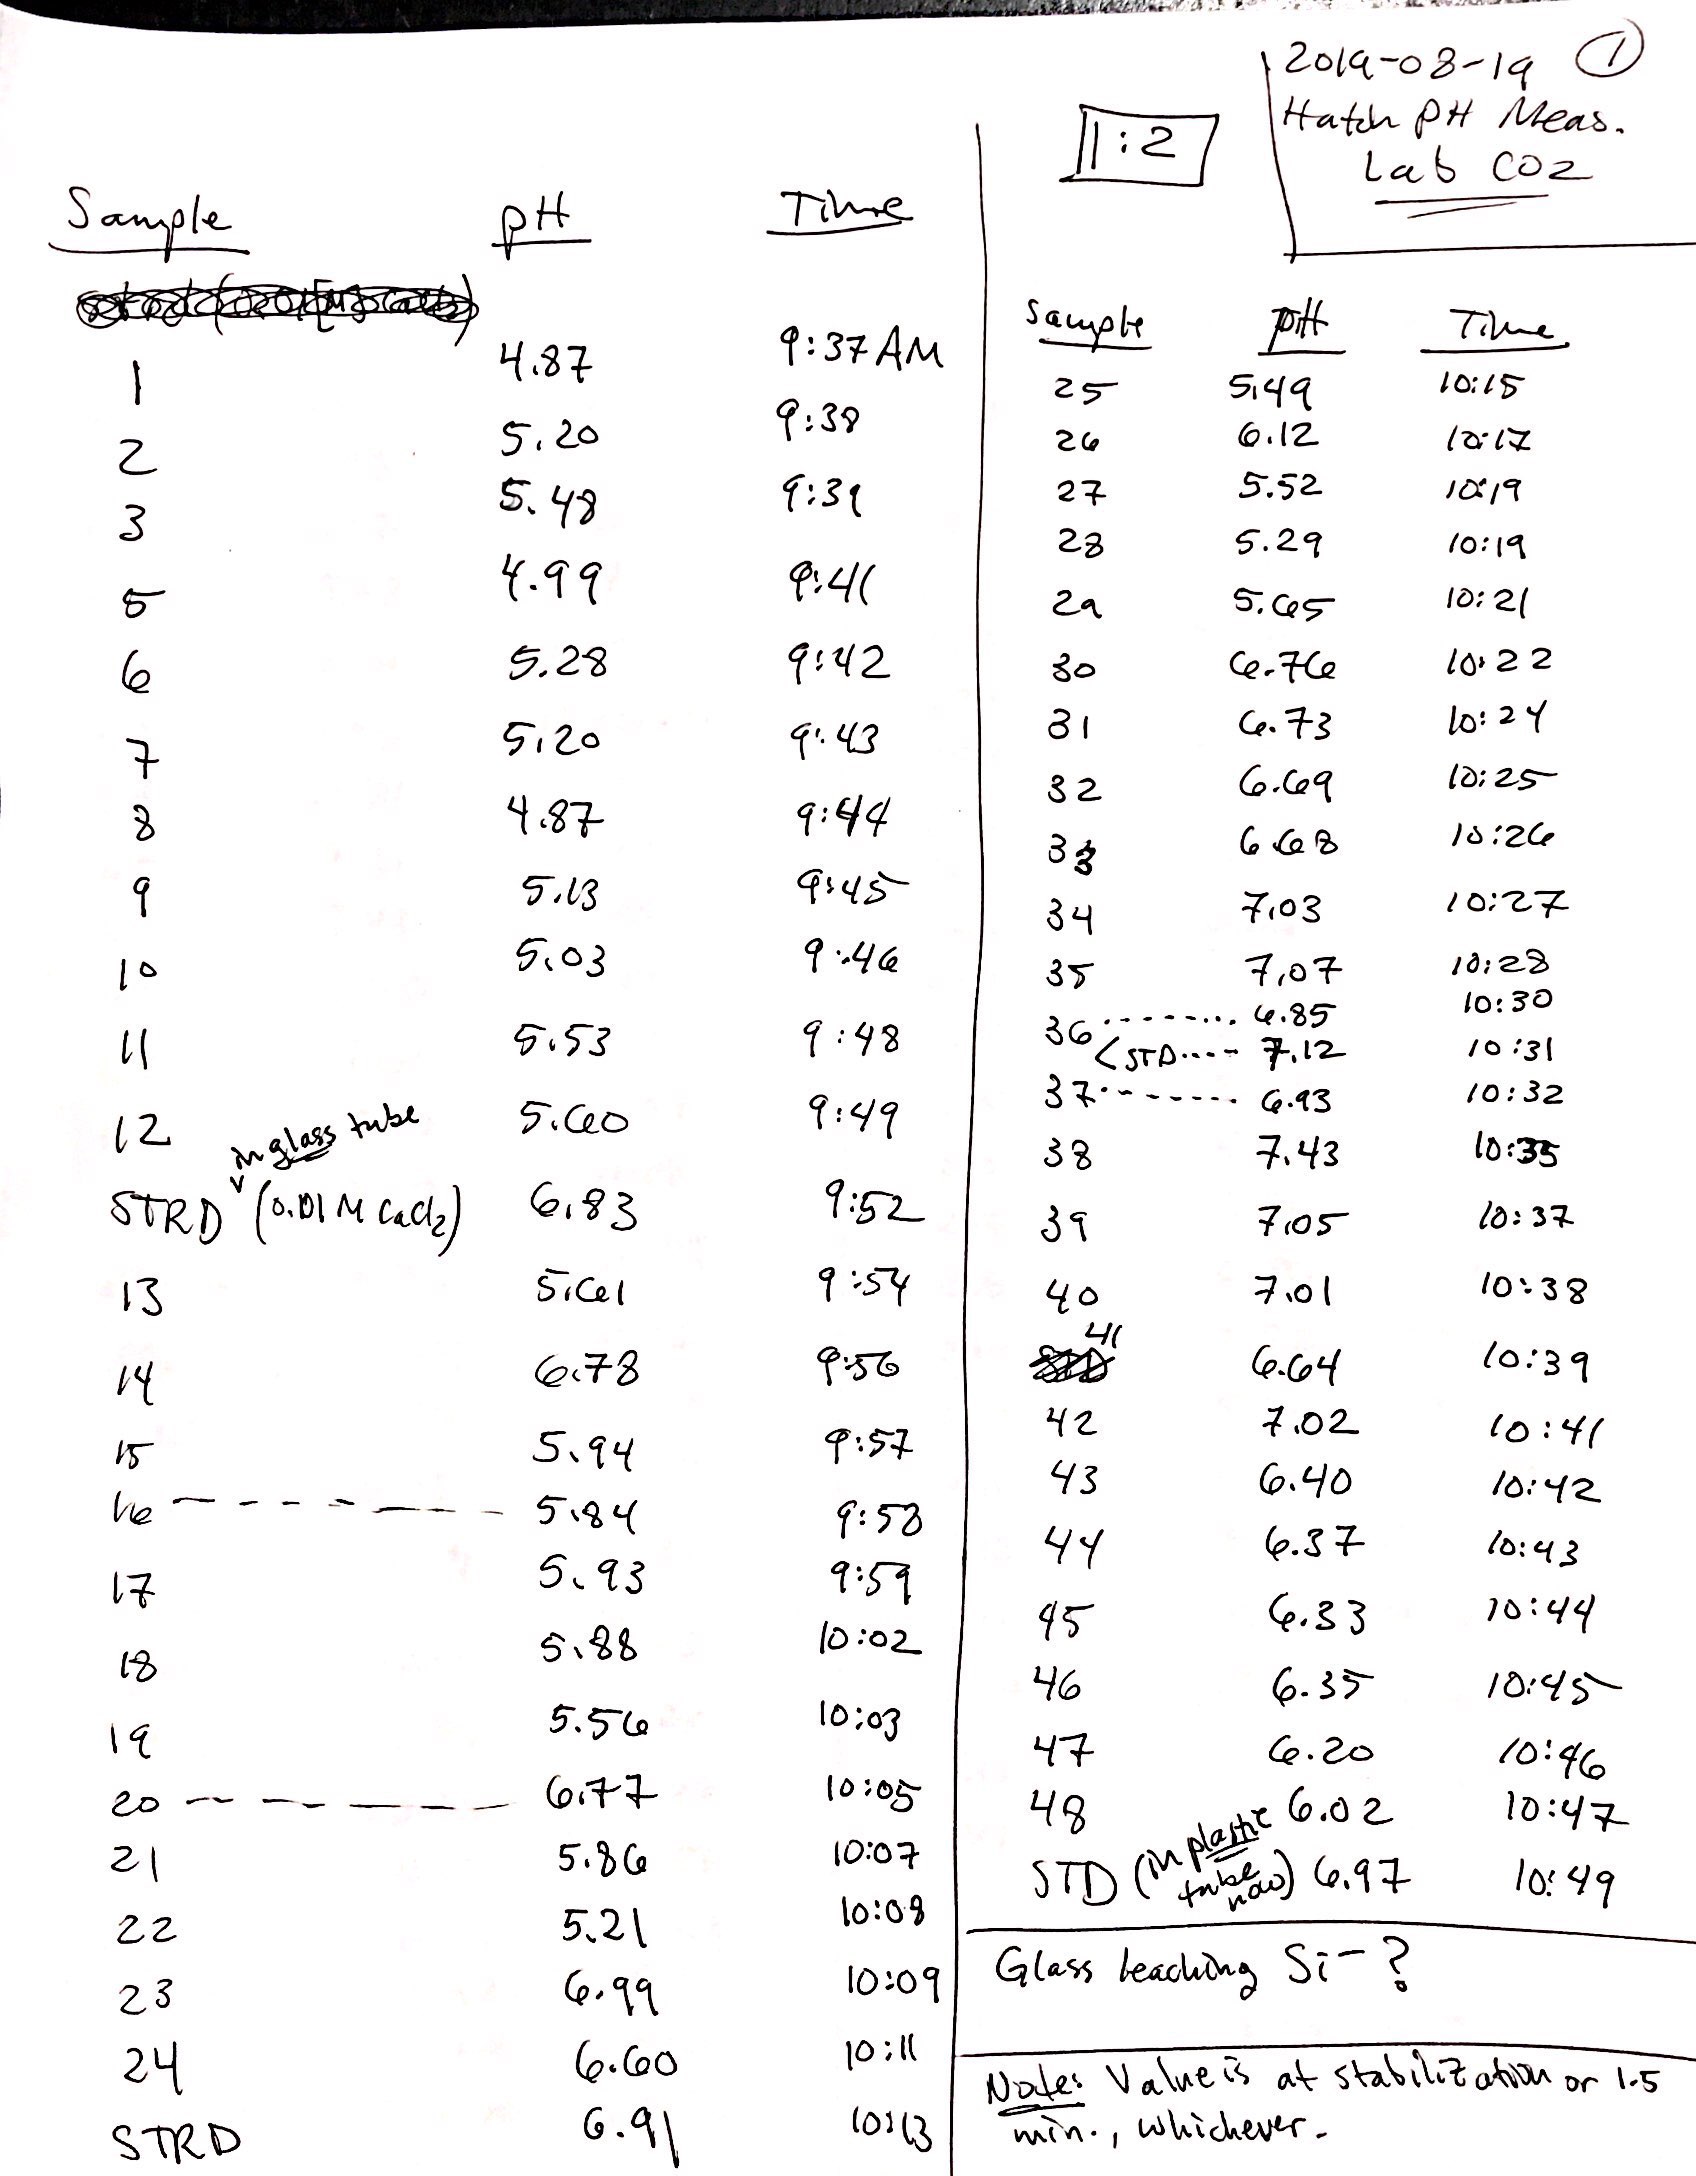 2019-08-19 1
Hatch pH Meas.
Lab CO2
1:2
Sample pH Time
1 4.87 9:37 AM
2 5.20 9:38
3 5.48 9:39
5 4.99 9:41
6 5.28 9:42
7 5.20 9:43
8 4.87 9:44
9 5.13 9:45
10 5.03 9:46
11 5.53 9:48
12 5.60 9:49
in glass tube
STRD (0.01 M CaCl2) 6.83 9:52
13 5.61 9:54
14 6.78 9:56
15 5.94 9:57
16 5.84 9:58
17 5.93 9:59
18 5.88 10:02
19 5.56 10:03
20 6.77 10:05
21 5.86 10:07
22 5.21 10:08
23 6.99 10:09
24 6.60 10:11
STRD 6.91 10:13
Sample pH Time
25 5.49 10:15
26 6.12 10:17
27 5.52 10:19
28 5.29 10:19
29 5.65 10:21
30 6.76 10:22
31 6.73 10:24
32 6.69 10:25
33 6.68 10:26
34 7.03 10:27
35 7.07 10:28
36 6.85 10:30
STD 7.12 10:31
37 6.93 10:32
38 7.43 10:35
39 7.05 10:37
40 7.01 10:38
41 6.64 10:39
42 7.02 10:41
43 6.40 10:42
44 6.37 10:43
45 6.33 10:44
46 6.35 10:45
47 6.20 10:46
48 6.02 10:47
STD (in plastic tube now) 6.97 10:49
Glass leaching Si-?
Note: Value is at stabilization or 1.5
min., whichever.